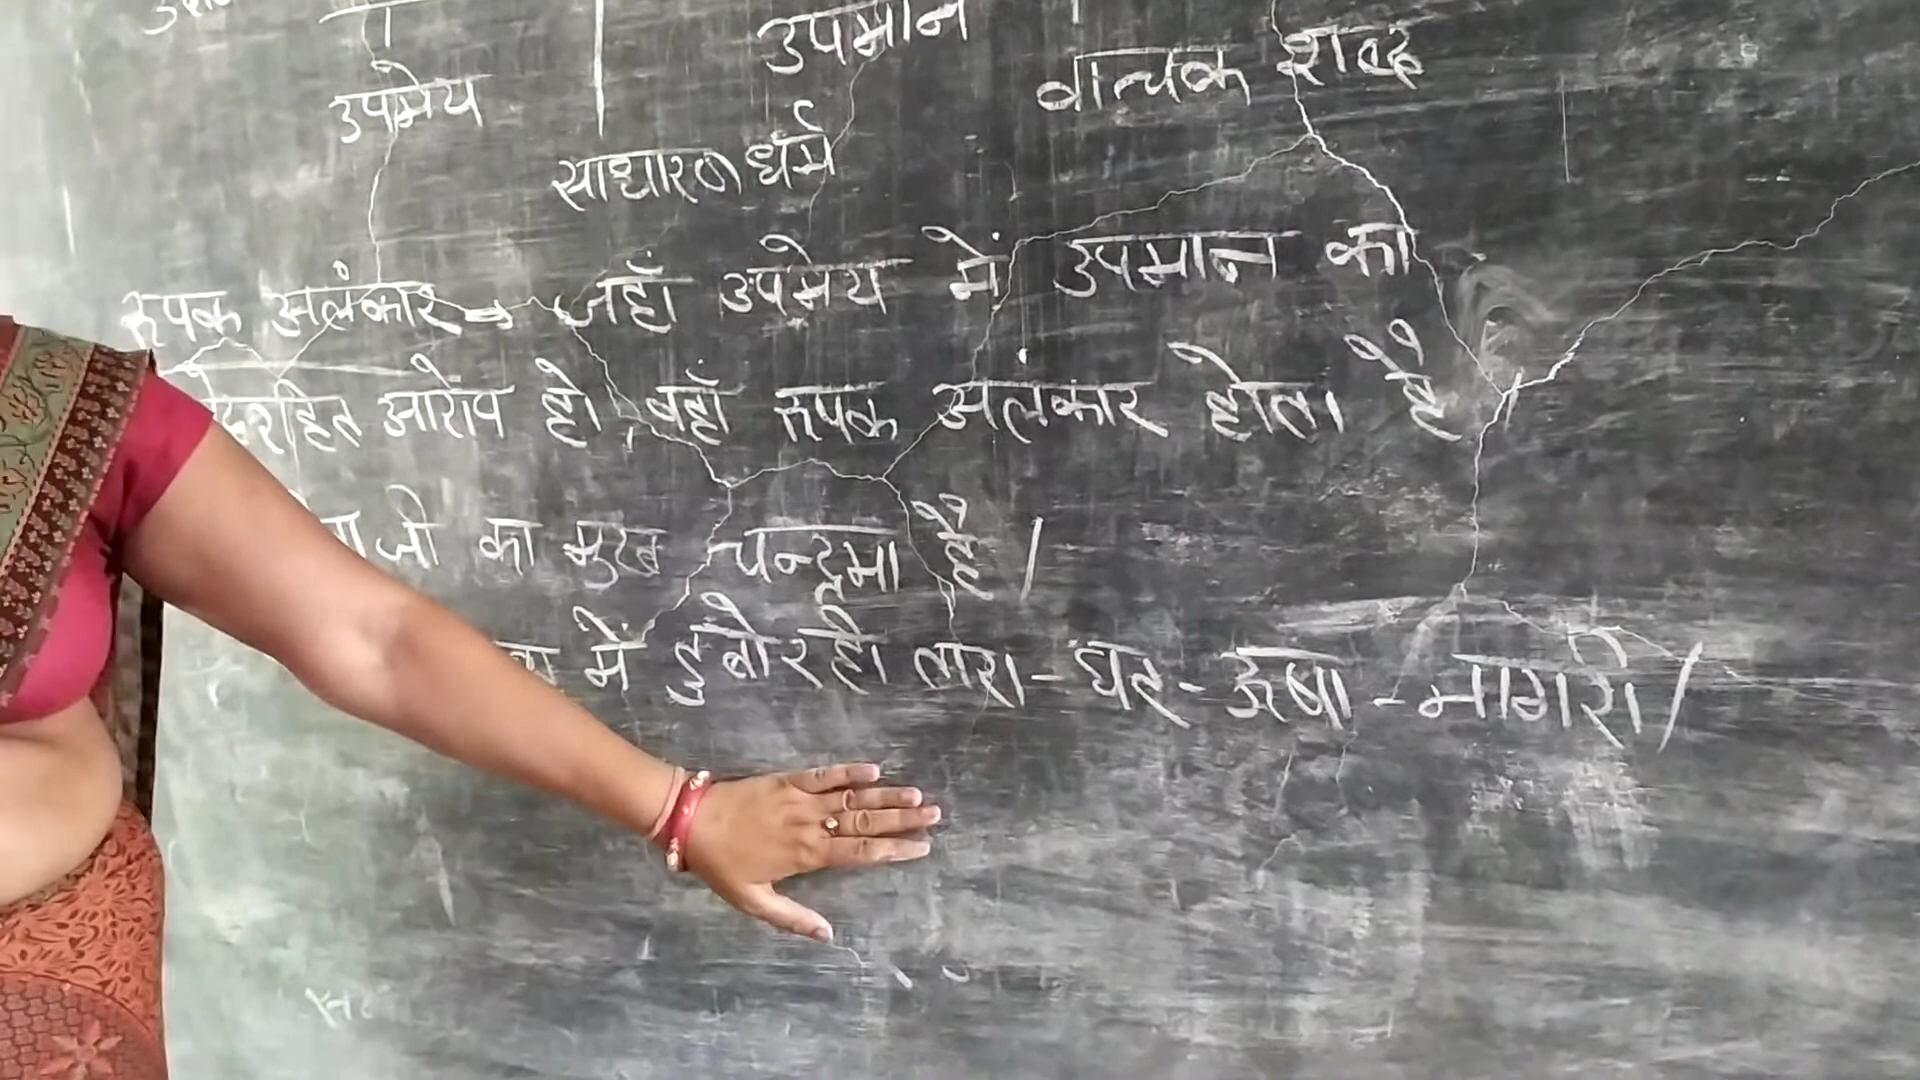 उपमान
वाचक शब्द
उपमेय
साधारण धर्म
रूपक अलंकार → जहाँ उपमेय में उपमान का
भेदरहित आरोप हो, वहाँ रूपक अलंकार होता है।
जी का मुख चन्द्रमा है।
में डुबो रही तारा-घट-ऊषा-नागरी।